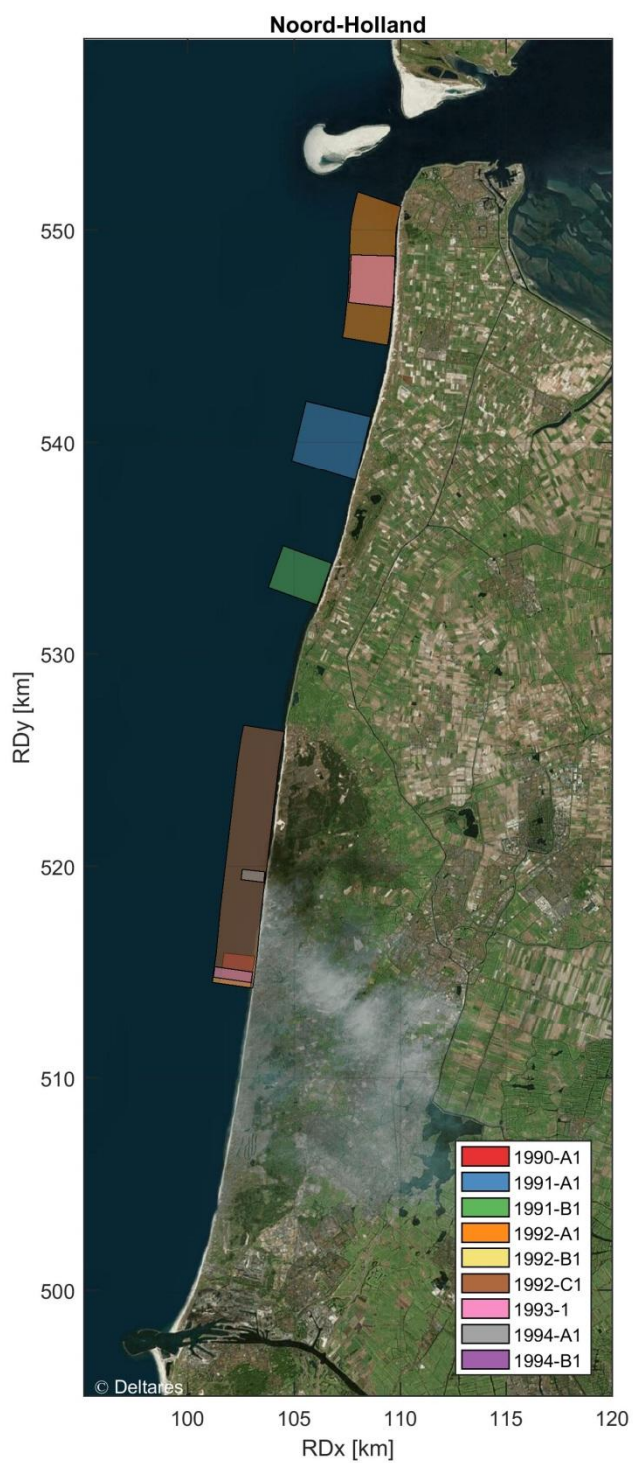 Noord-Holland
550
540
530
520
510
500
RDy [km]
1990-A1
1991-A1
1991-B1
1992-A1
1992-B1
1992-C1
1993-1
1994-A1
1994-B1
© Deltares
100
105
110
115
120
RDx [km]